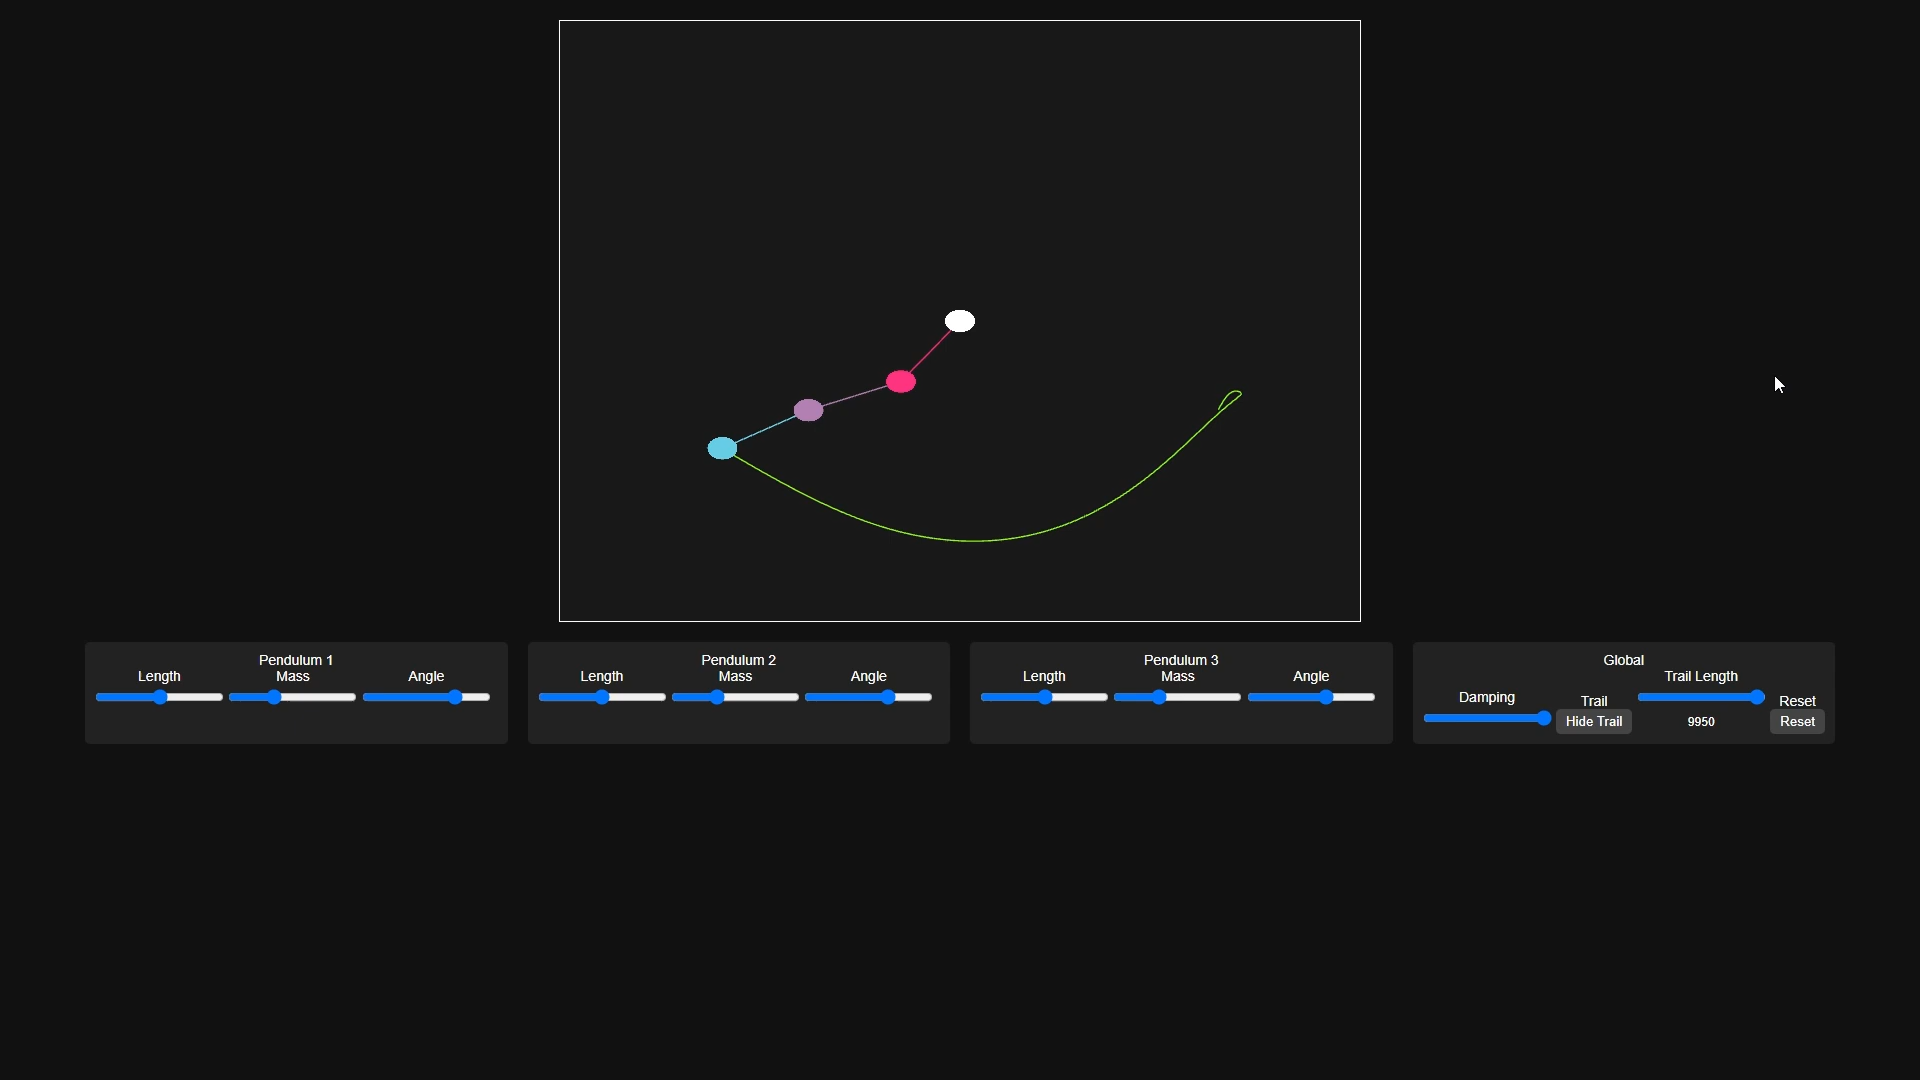 Pendulum 1
Length Mass Angle
Pendulum 2
Length Mass Angle
Pendulum 3
Length Mass Angle
Global
Damping
Trail
Hide Trail
Trail Length
9950
Reset
Reset